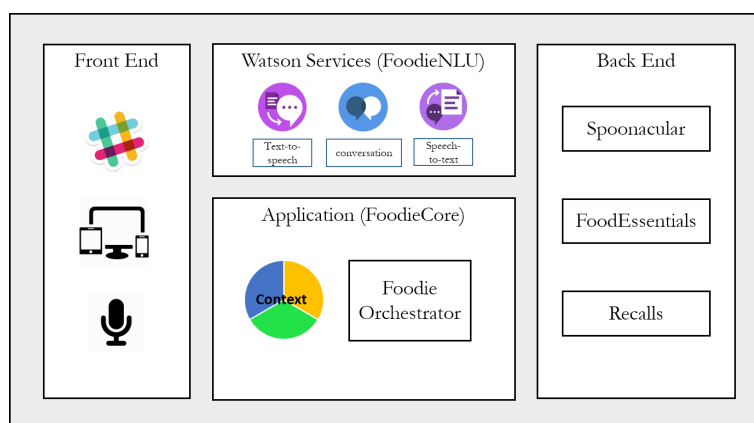 Front End
Watson Services (FoodieNLU)
Text-to-
speech
conversation
Speech-
to-text
Application (FoodieCore)
Context
Foodie
Orchestrator
Back End
Spoonacular
FoodEssentials
Recalls